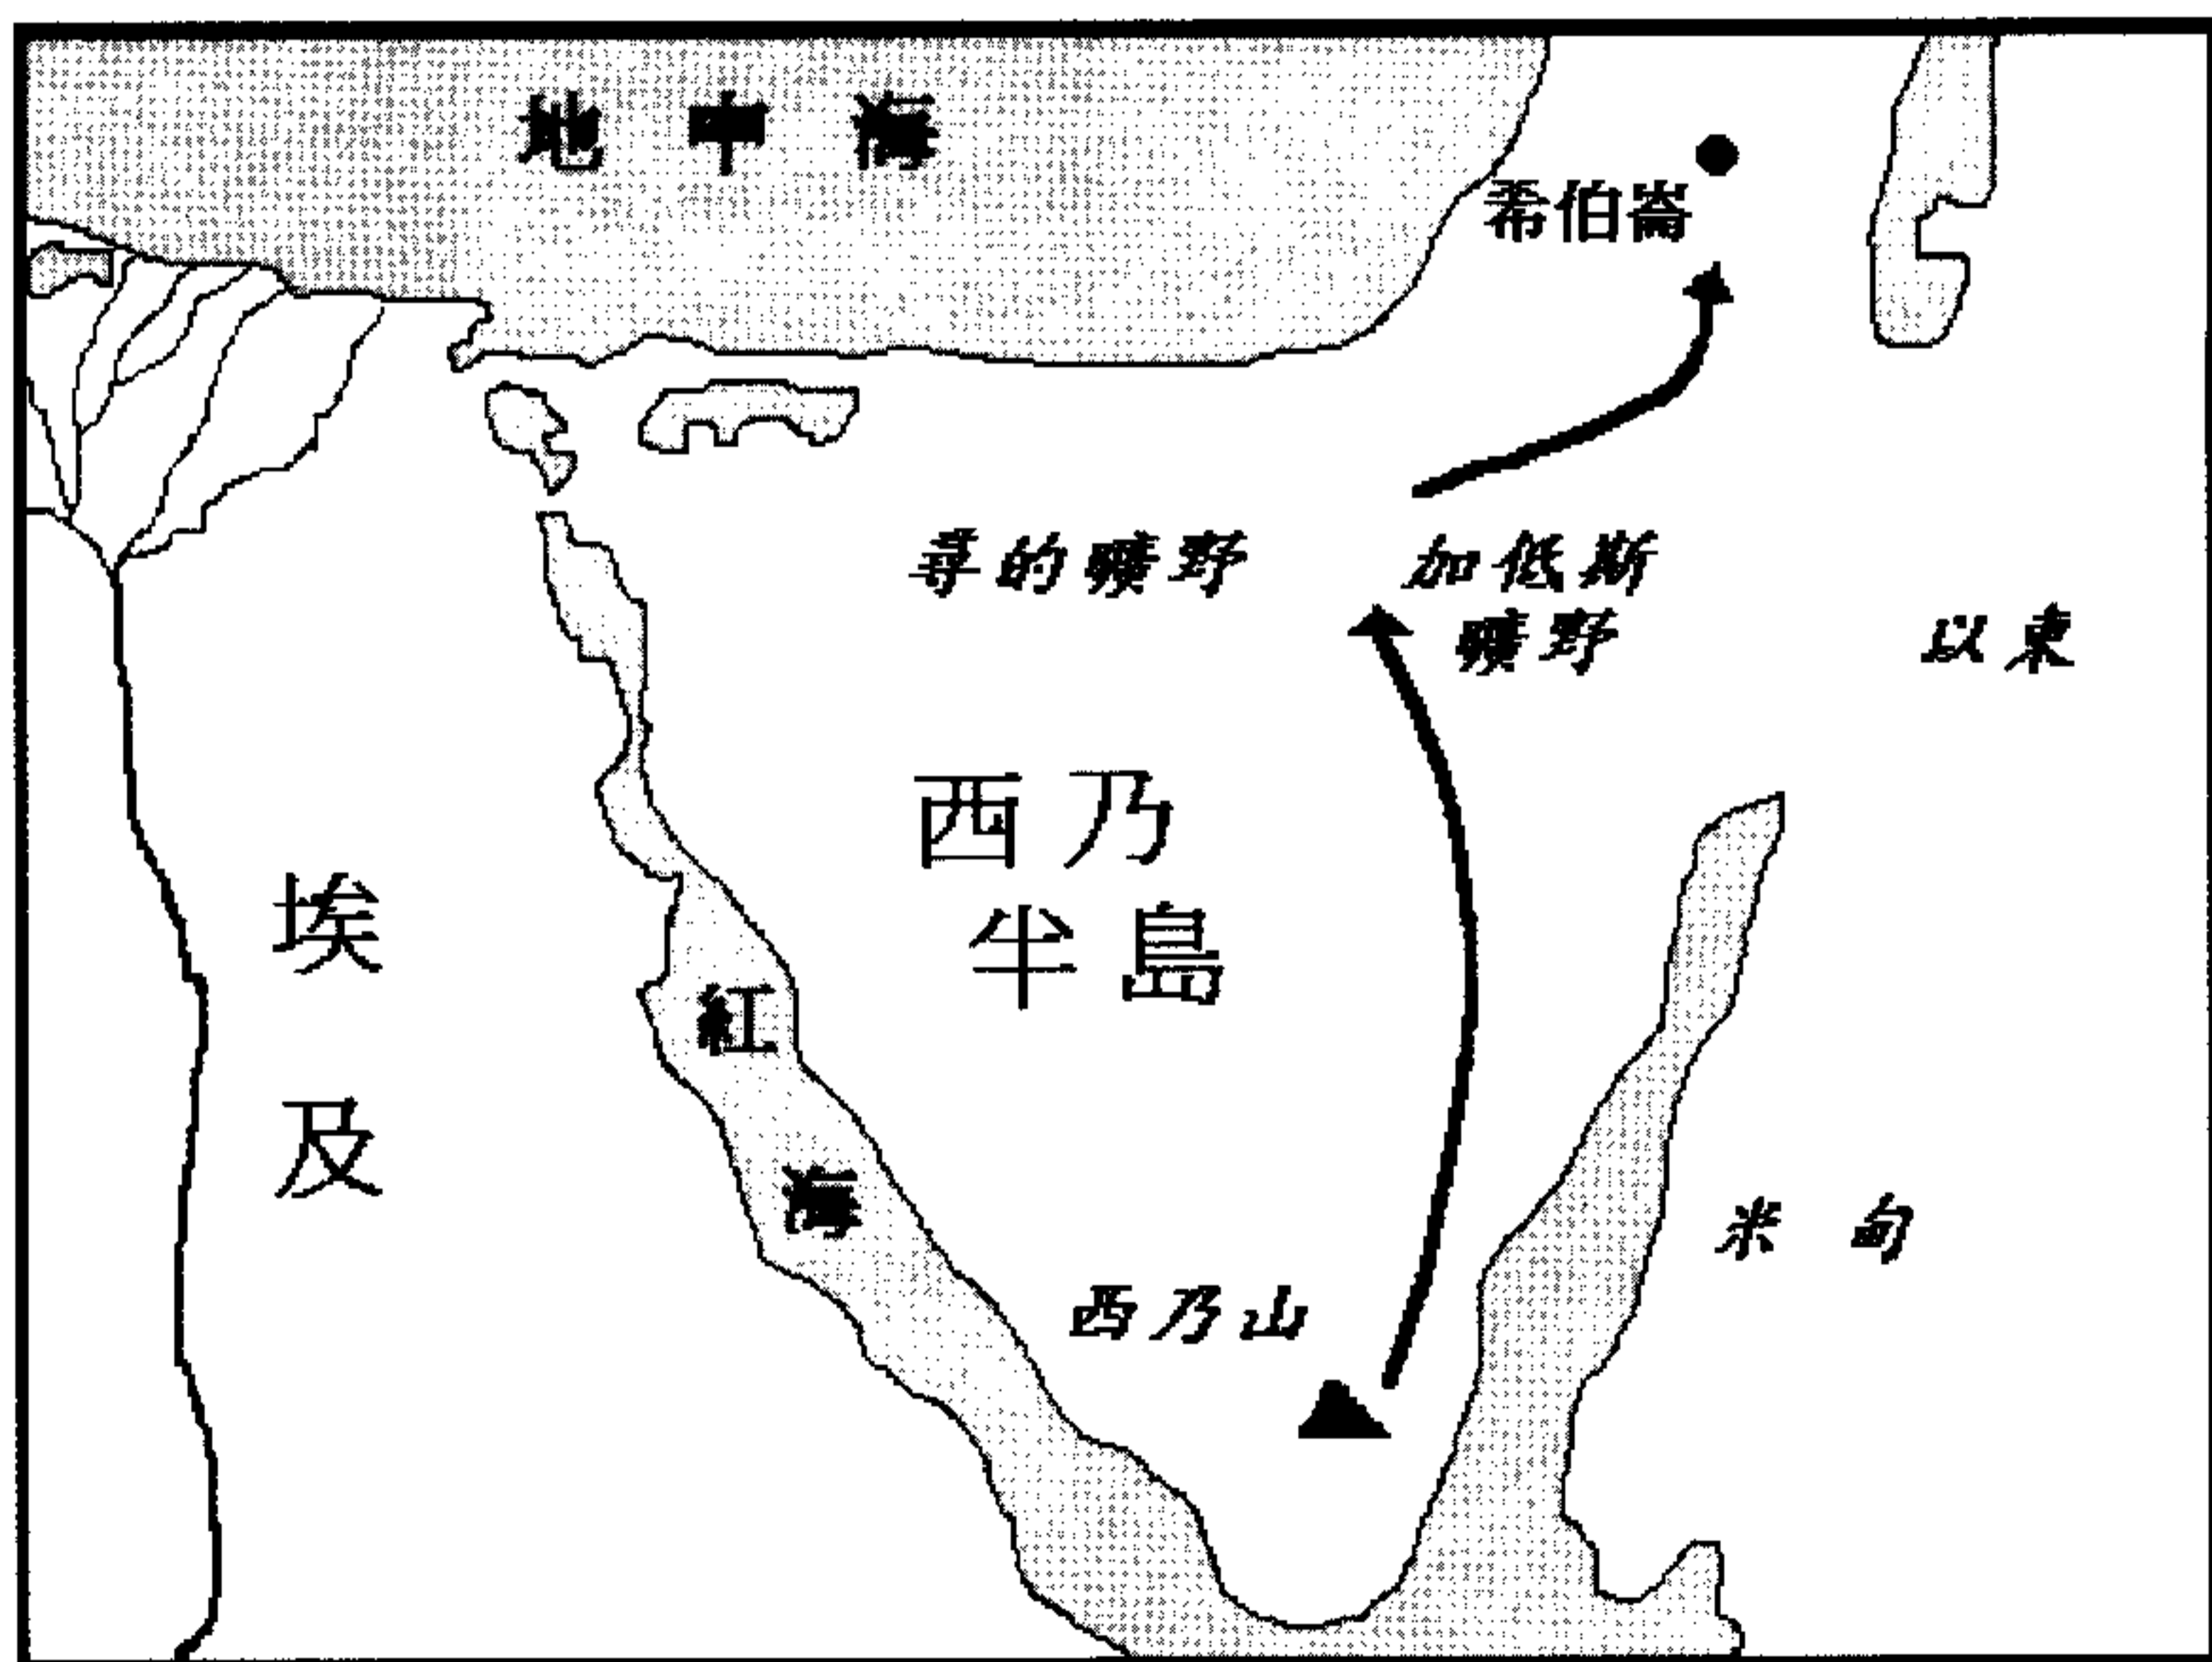 地中海
希伯崙
尋的曠野
加低斯
曠野
以東
西乃
半島
埃及
紅海
西乃山
米甸